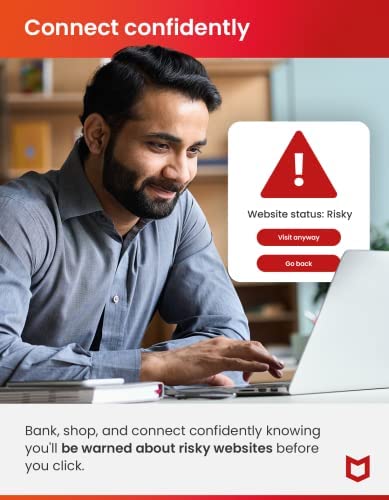 Connect confidently
!
Website status: Risky
Visit anyway
Go back
Bank, shop, and connect confidently knowing
you'll be warned about risky websites before
you click.